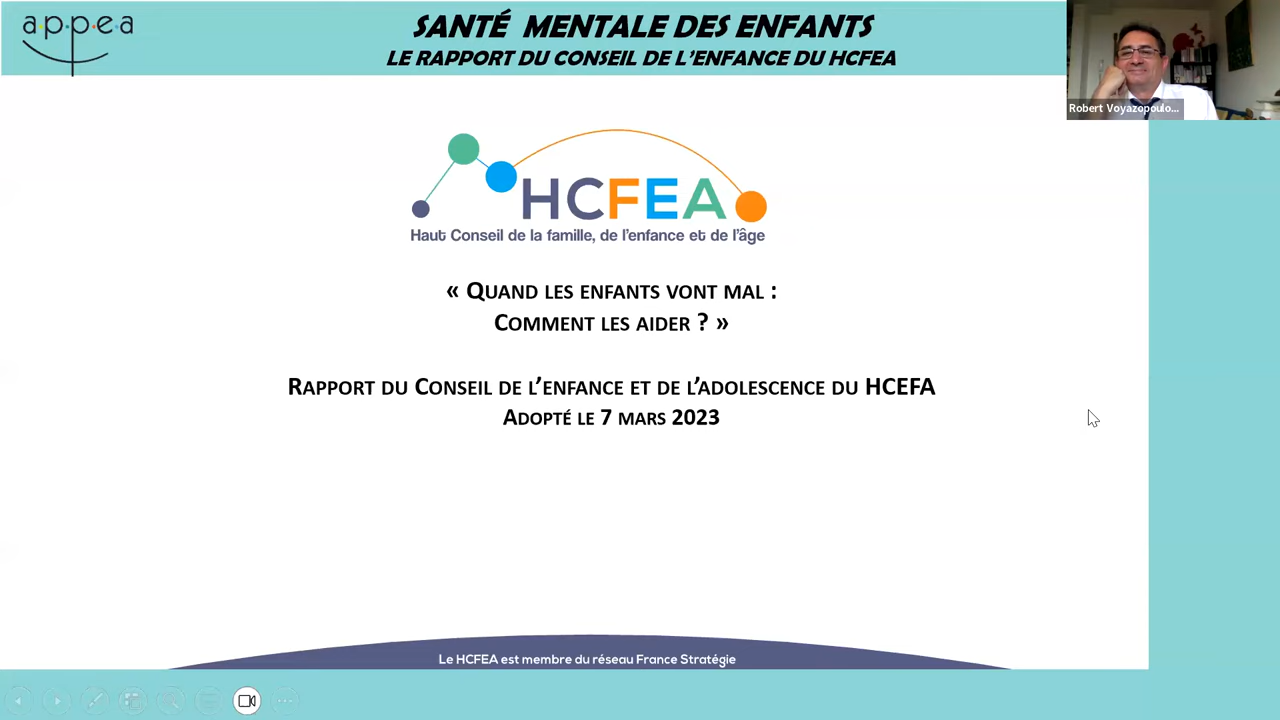 a.p.p.e.a
SANTÉ MENTALE DES ENFANTS
LE RAPPORT DU CONSEIL DE L'ENFANCE DU HCFEA
Robert Voyazopoulo...
HCFEA
Haut Conseil de la famille, de l'enfance et de l'âge
« QUAND LES ENFANTS VONT MAL :
COMMENT LES AIDER ? »
RAPPORT DU CONSEIL DE L'ENFANCE ET DE L'ADOLESCENCE DU HCEFA
ADOPTÉ LE 7 MARS 2023
Le HCFEA est membre du réseau France Stratégie